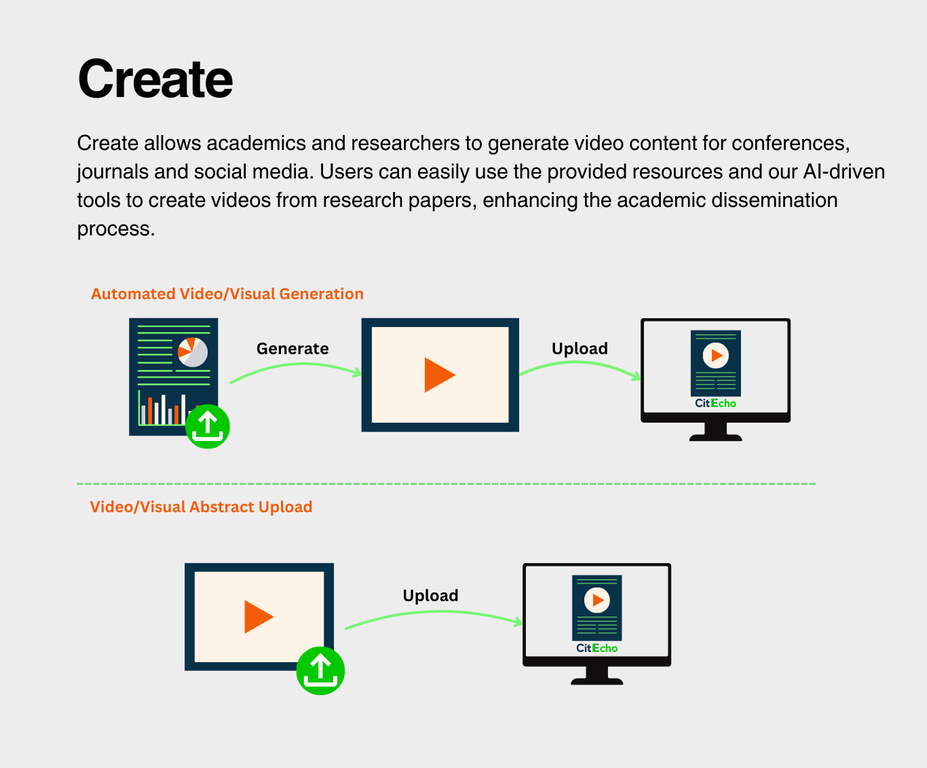 Create
Create allows academics and researchers to generate video content for conferences,
journals and social media. Users can easily use the provided resources and our AI-driven
tools to create videos from research papers, enhancing the academic dissemination
process.
Automated Video/Visual Generation
Generate
Upload
CitEcho
Video/Visual Abstract Upload
Upload
CitEcho